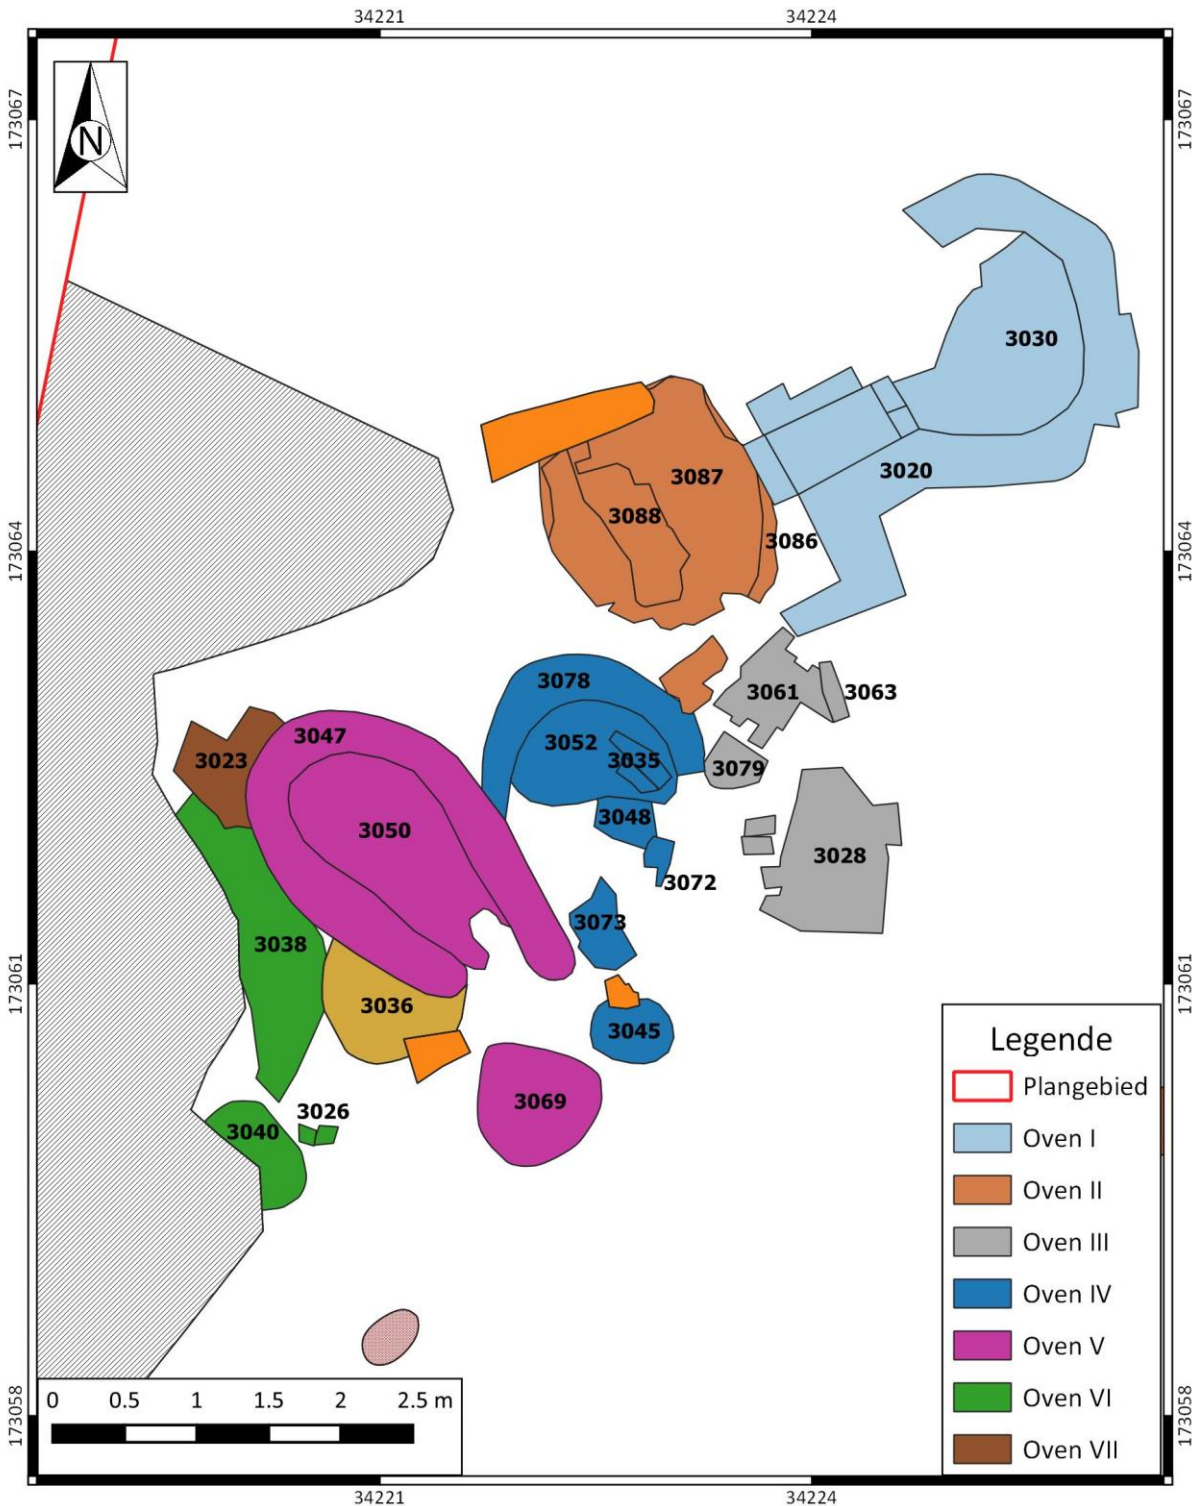 34221 34224
173067 173067
N
3030
3020
3087
3088
3086
173064 173064
3078
3061
3063
3052
3035
3079
3047
3023
3048
3050
3028
3072
3073
3038
173061 173061
3036
3045
3069
3026
3040
Legende
Plangebied
Oven I
Oven II
Oven III
Oven IV
Oven V
Oven VI
Oven VII
0 0.5 1 1.5 2 2.5 m
173058 173058
34221 34224